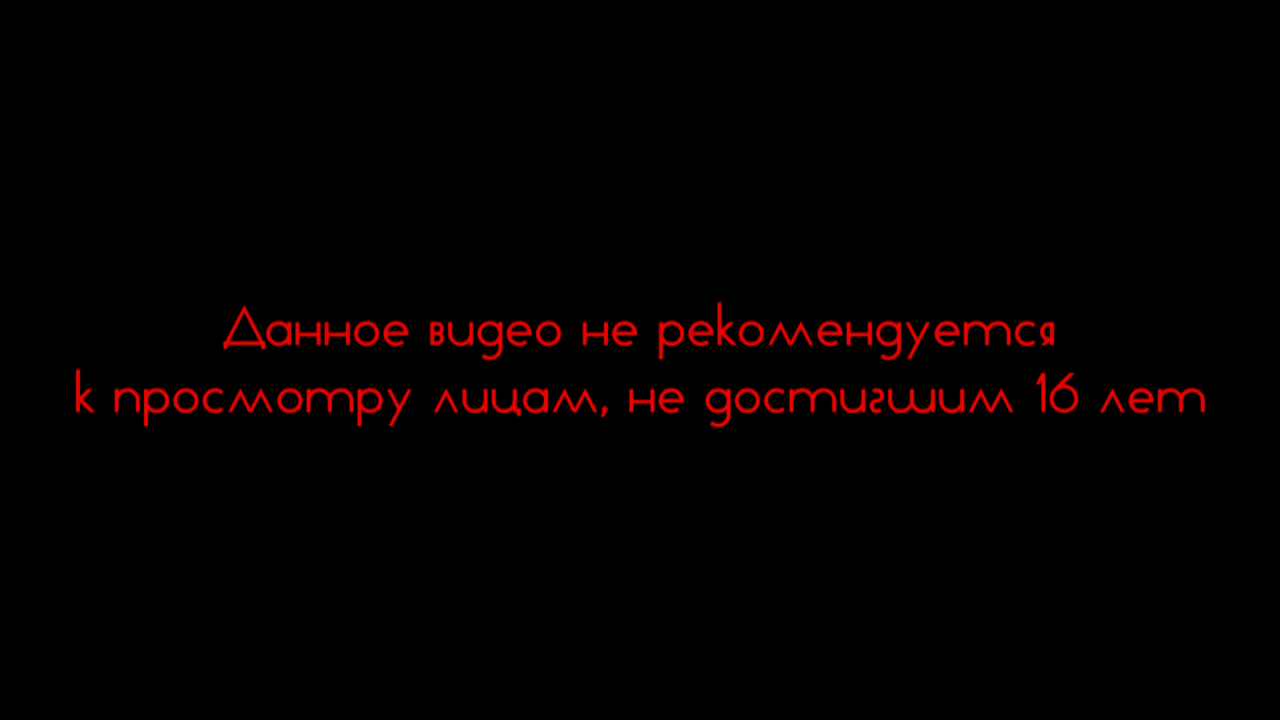 Данное видео не рекомендуется
к просмотру лицам, не достигшим 16 лет